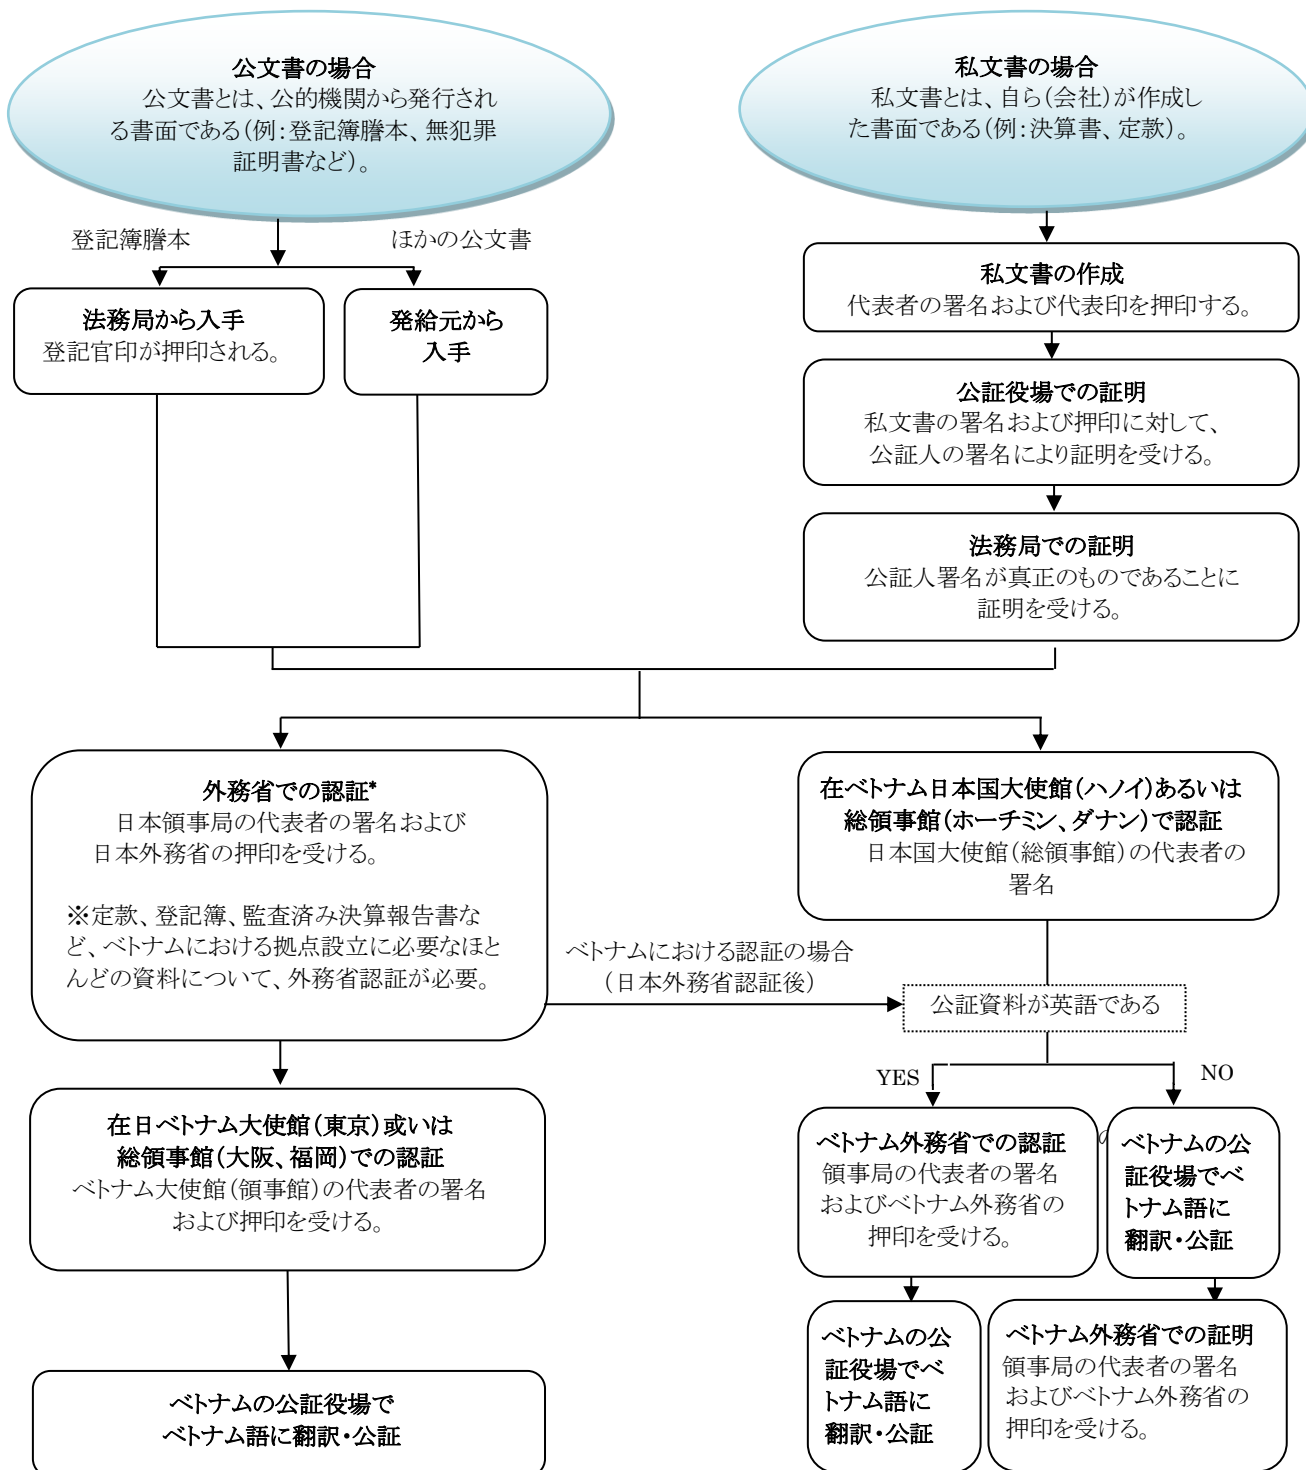 公文書の場合
公文書とは、公的機関から発行され
る書面である(例：登記簿謄本、無犯罪
証明書など)。
私文書の場合
私文書とは、自ら(会社)が作成し
た書面である(例：決算書、定款)。
登記簿謄本
ほかの公文書
法務局から入手
登記官印が押印される。
発給元から
入手
私文書の作成
代表者の署名および代表印を押印する。
公証役場での証明
私文書の署名および押印に対して、
公証人の署名により証明を受ける。
法務局での証明
公証人署名が真正のものであることに
証明を受ける。
外務省での認証*
日本領事局の代表者の署名および
日本外務省の押印を受ける。
※定款、登記簿、監査済み決算報告書な
ど、ベトナムにおける拠点設立に必要なほと
んどの資料について、外務省認証が必要。
在ベトナム日本国大使館(ハノイ)あるいは
総領事館(ホーチミン、ダナン)で認証
日本国大使館(総領事館)の代表者の
署名
ベトナムにおける認証の場合
(日本外務省認証後)
公証資料が英語である
YES
NO
在日ベトナム大使館(東京)或いは
総領事館(大阪、福岡)での認証
ベトナム大使館(領事館)の代表者の署名
および押印を受ける。
ベトナム外務省での認証
領事局の代表者の署名
およびベトナム外務省の
押印を受ける。
ベトナムの公
証役場でベ
トナム語に
翻訳・公証
ベトナムの公証役場で
ベトナム語に翻訳・公証
ベトナムの公
証役場でベ
トナム語に
翻訳・公証
ベトナム外務省での証明
領事局の代表者の署名
およびベトナム外務省の
押印を受ける。